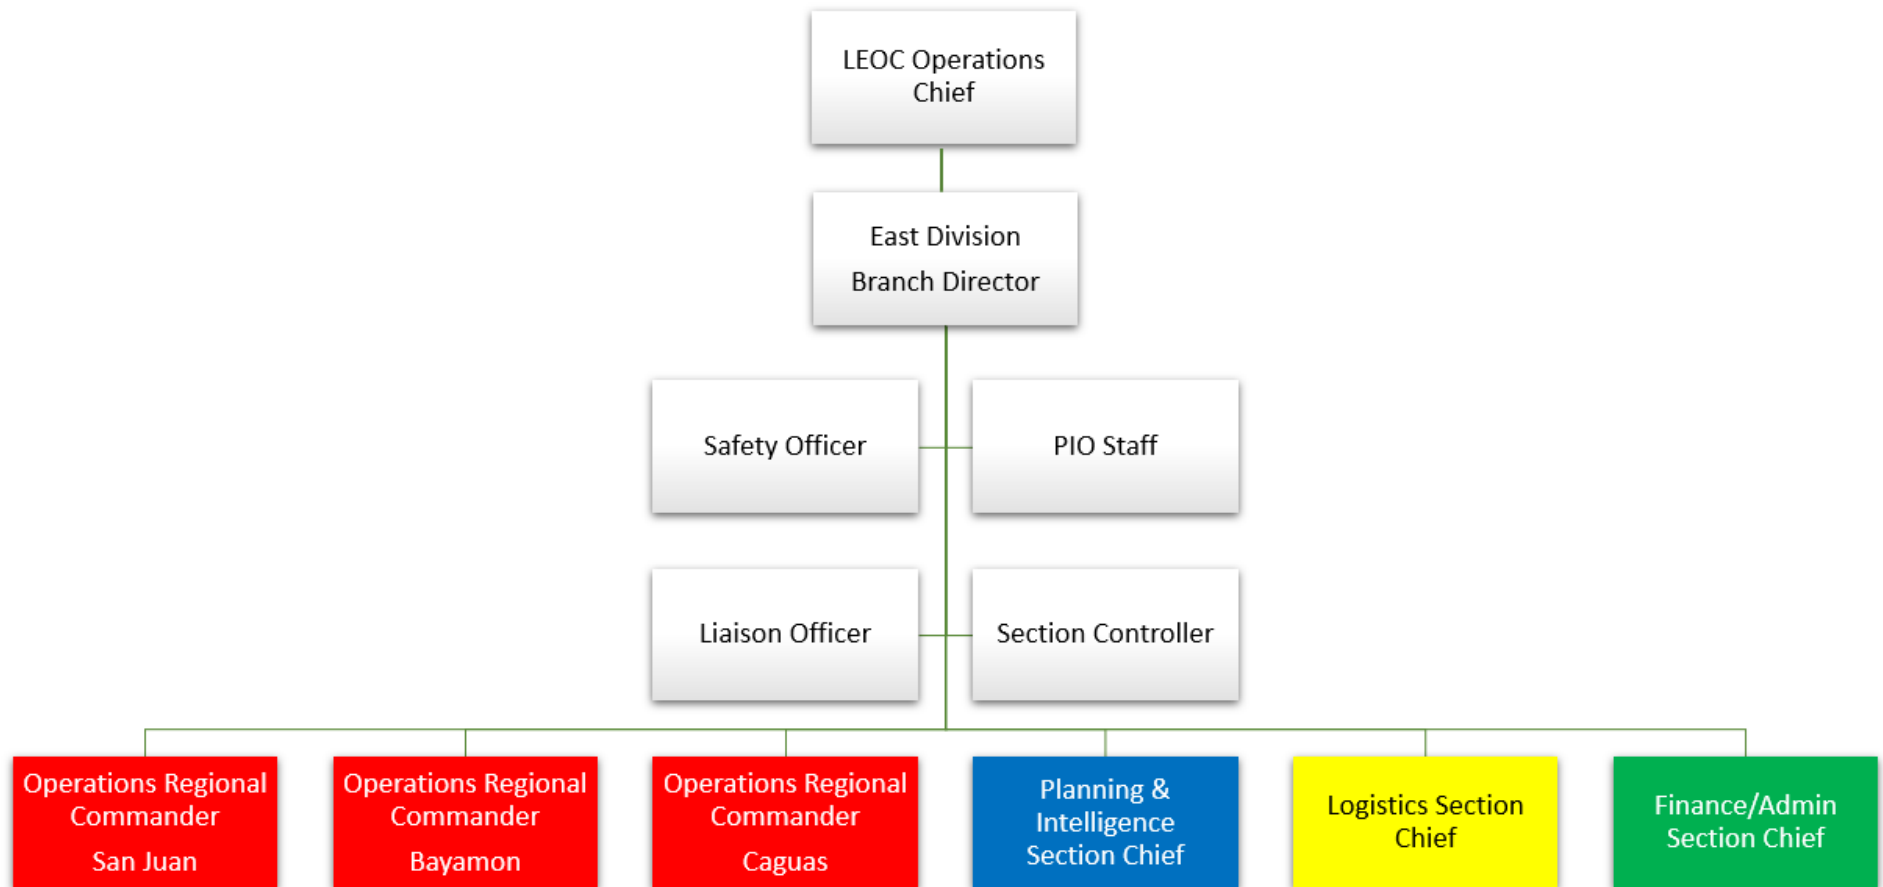 LEOC Operations
Chief
East Division
Branch Director
Safety Officer
PIO Staff
Liaison Officer
Section Controller
Operations Regional
Commander
San Juan
Operations Regional
Commander
Bayamon
Operations Regional
Commander
Caguas
Planning &
Intelligence
Section Chief
Logistics Section
Chief
Finance/Admin
Section Chief